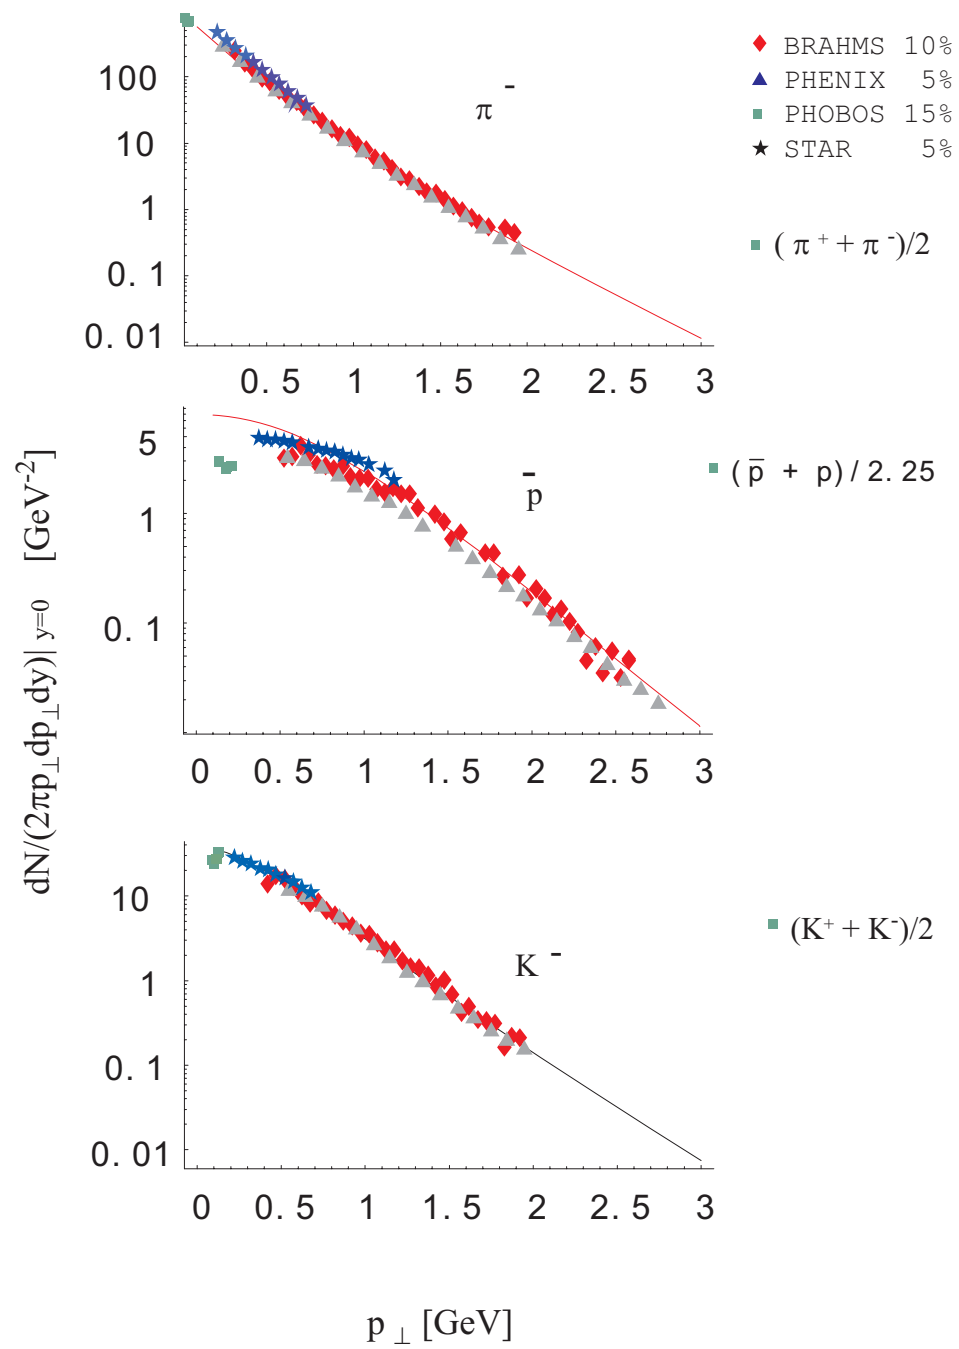 BRAHMS 10%
PHENIX 5%
PHOBOS 15%
STAR 5%
π⁻
(π⁺ + π⁻)/2
100
10
1
0.1
0.01
0.5 1 1.5 2 2.5 3
dN/(2πp⊥dp⊥dy)|y=0 [GeV⁻²]
5
1
0.1
p̄
(p̄ + p)/2.25
0 0.5 1 1.5 2 2.5 3
10
1
0.1
0.01
K⁻
(K⁺ + K⁻)/2
0 0.5 1 1.5 2 2.5 3
p⊥ [GeV]